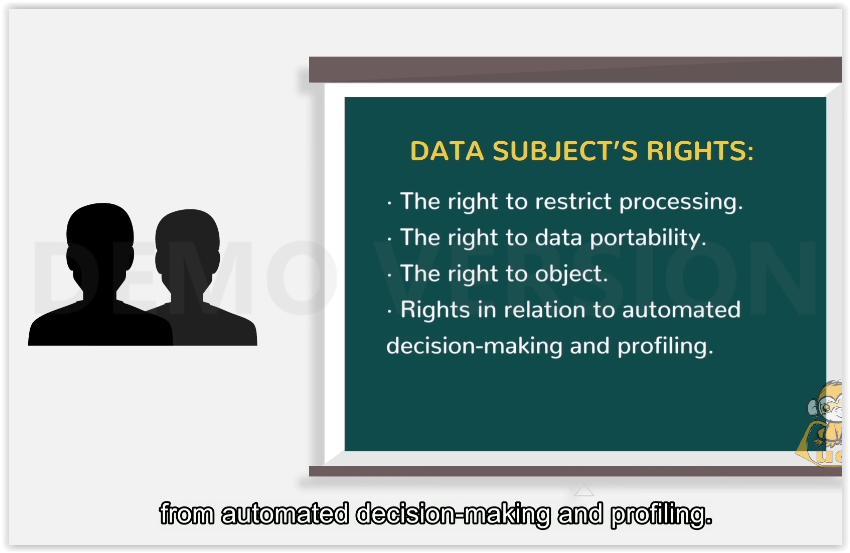 DATA SUBJECT’S RIGHTS:
· The right to restrict processing.
· The right to data portability.
· The right to object.
· Rights in relation to automated
decision-making and profiling.
DEMO VERSION
from automated decision-making and profiling.